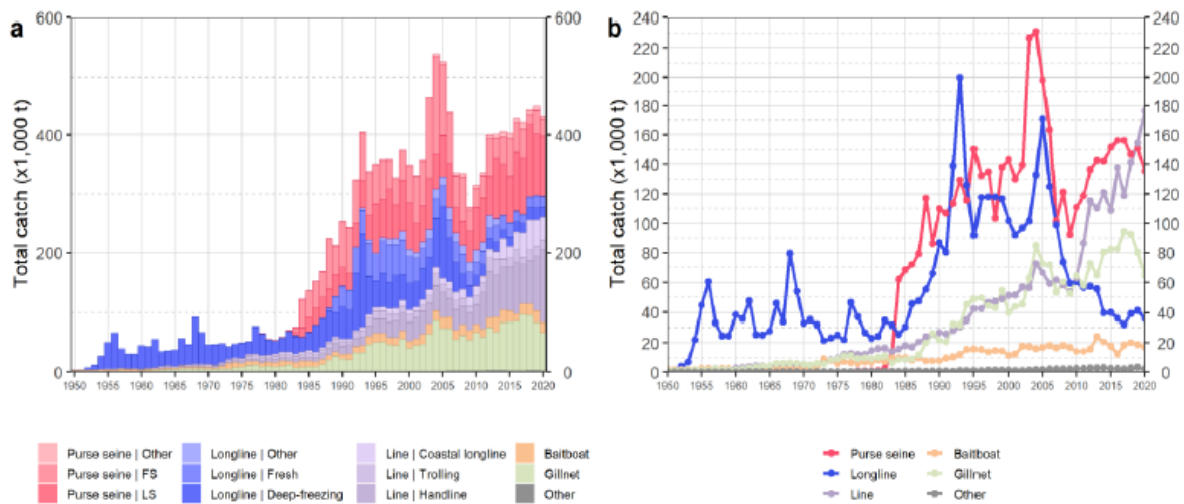 a
Total catch (x1,000 t)
600
400
200
0
600
400
200
0
1950 1955 1960 1965 1970 1975 1980 1985 1990 1995 2000 2005 2010 2015 2020
Purse seine | Other
Purse seine | FS
Purse seine | LS
Longline | Other
Longline | Fresh
Longline | Deep-freezing
Line | Coastal longline
Line | Trolling
Line | Handline
Baitboat
Gillnet
Other
b
Total catch (x1,000 t)
240
220
200
180
160
140
120
100
80
60
40
20
0
240
220
200
180
160
140
120
100
80
60
40
20
0
1950 1955 1960 1965 1970 1975 1980 1985 1990 1995 2000 2005 2010 2015 2020
Purse seine
Longline
Line
Baitboat
Gillnet
Other